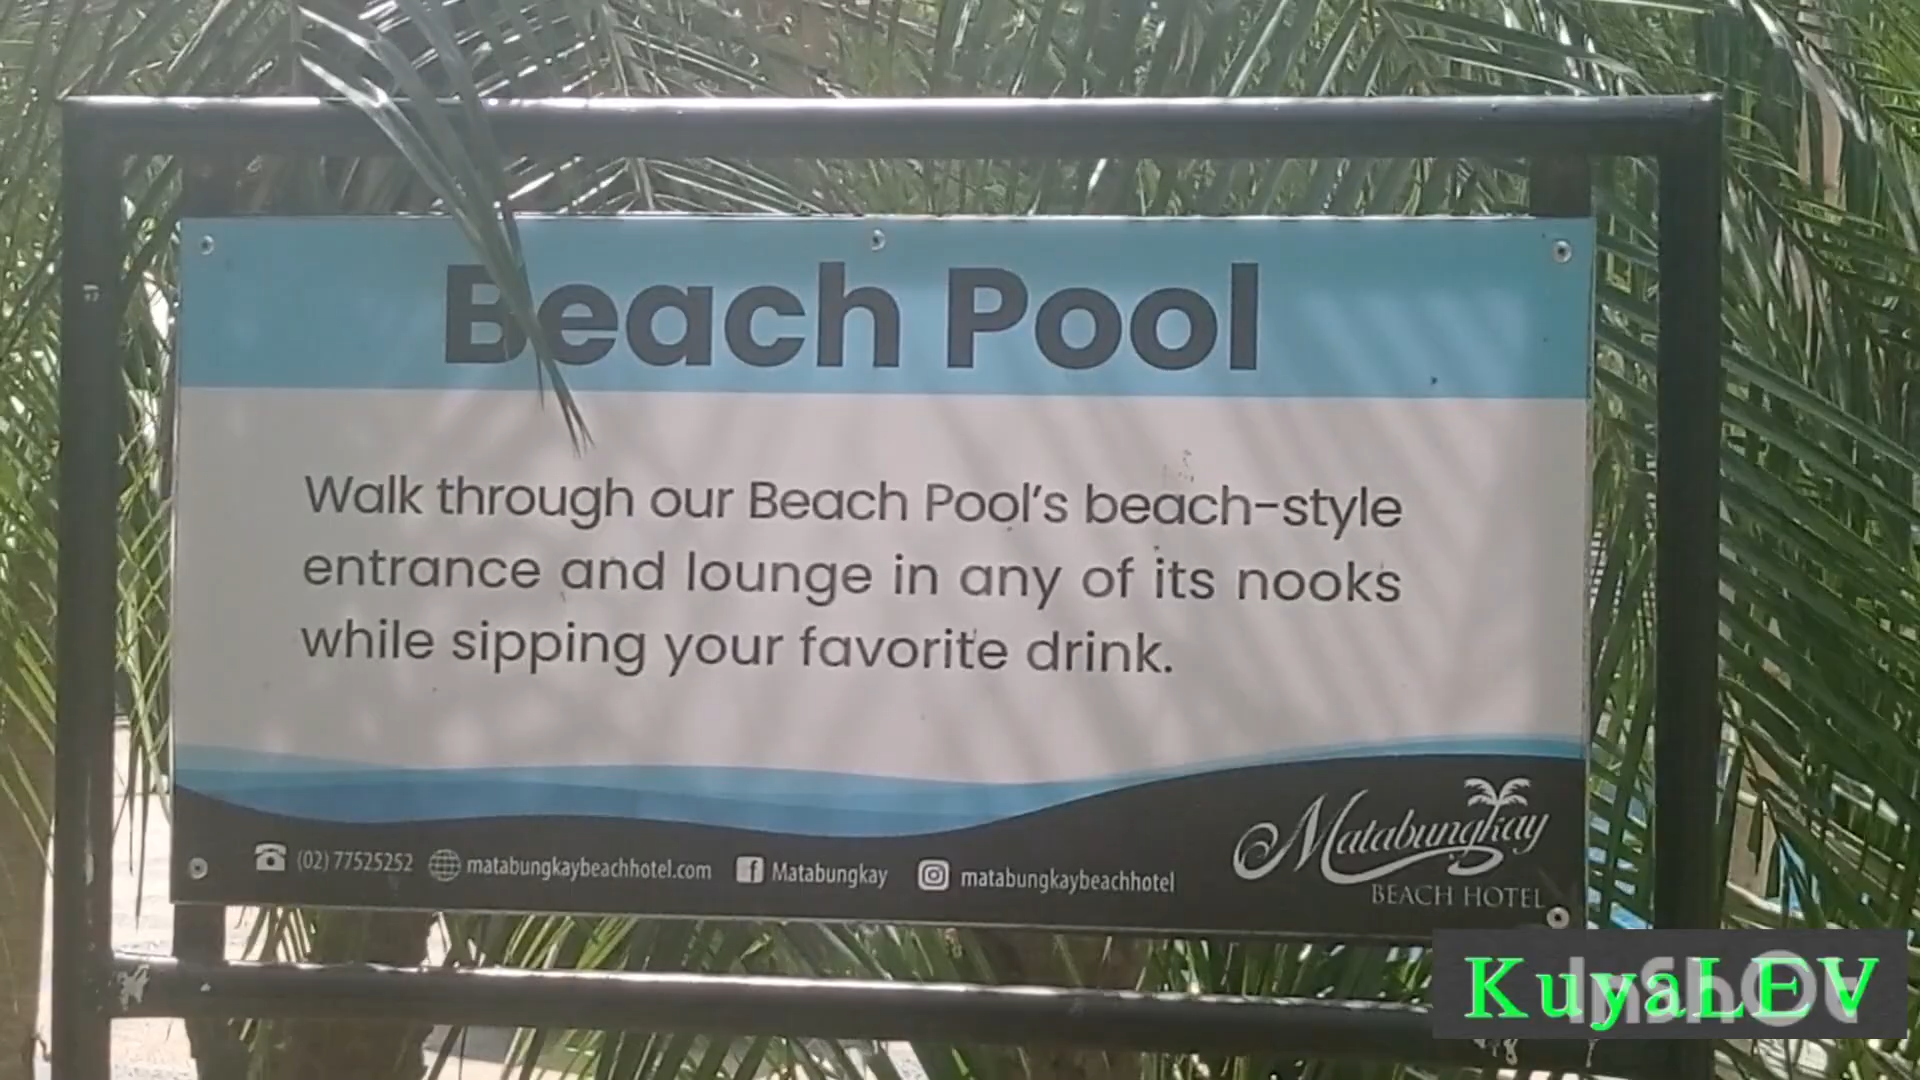 Beach Pool
Walk through our Beach Pool's beach-style
entrance and lounge in any of its nooks
while sipping your favorite drink.
(02) 77525252 matabungkaybeachhotel.com Matabungkay matabungkaybeachhotel
Matabungkay
BEACH HOTEL
KuyaLEV
InShOt